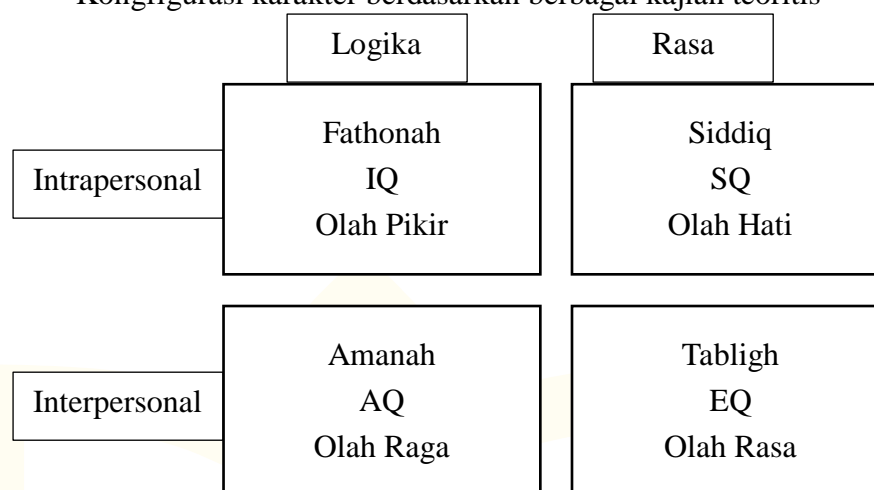 Kongfigurasi karakter berdasarkan berbagai kajian teoritis
Logika
Rasa
Intrapersonal
Fathonah
IQ
Olah Pikir
Siddiq
SQ
Olah Hati
Interpersonal
Amanah
AQ
Olah Raga
Tabligh
EQ
Olah Rasa